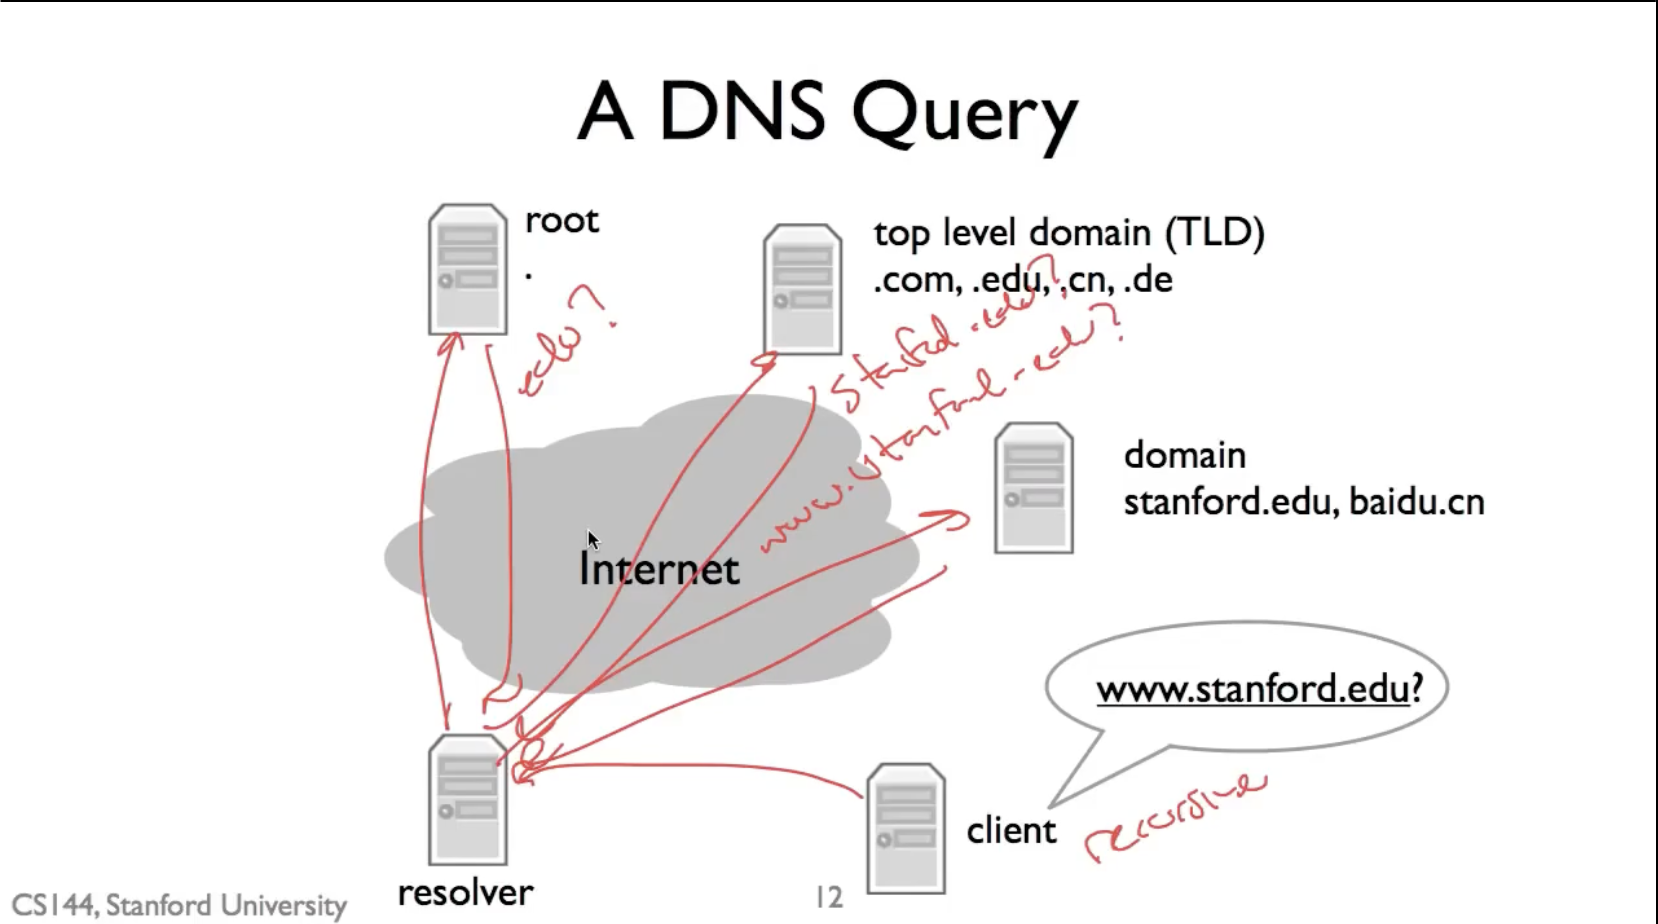 A DNS Query
root
.
edu?
top level domain (TLD)
.com, .edu, .cn, .de
stanford.edu?
www.stanford.edu?
domain
stanford.edu, baidu.cn
Internet
www.stanford.edu?
client
recursive
resolver
12
CS144, Stanford University